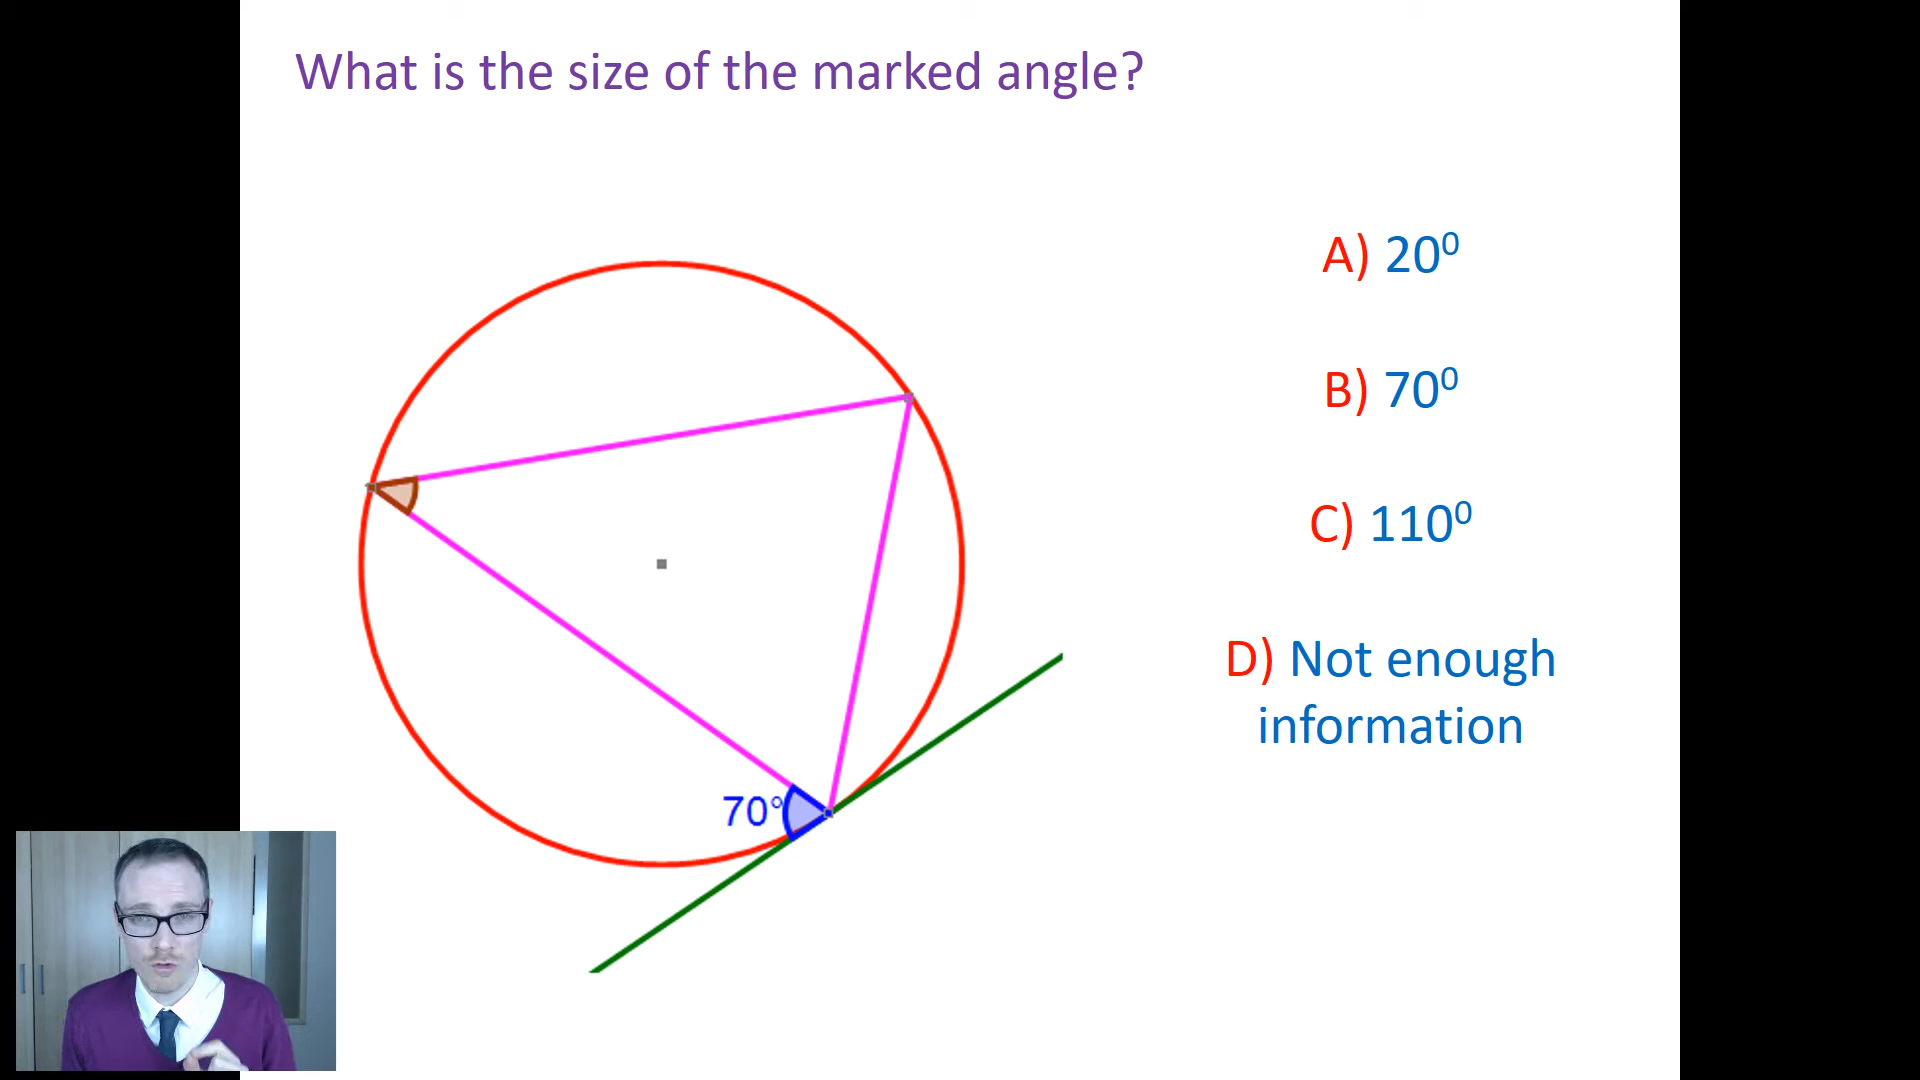 What is the size of the marked angle?
A) 20⁰
B) 70⁰
C) 110⁰
D) Not enough
information
70°